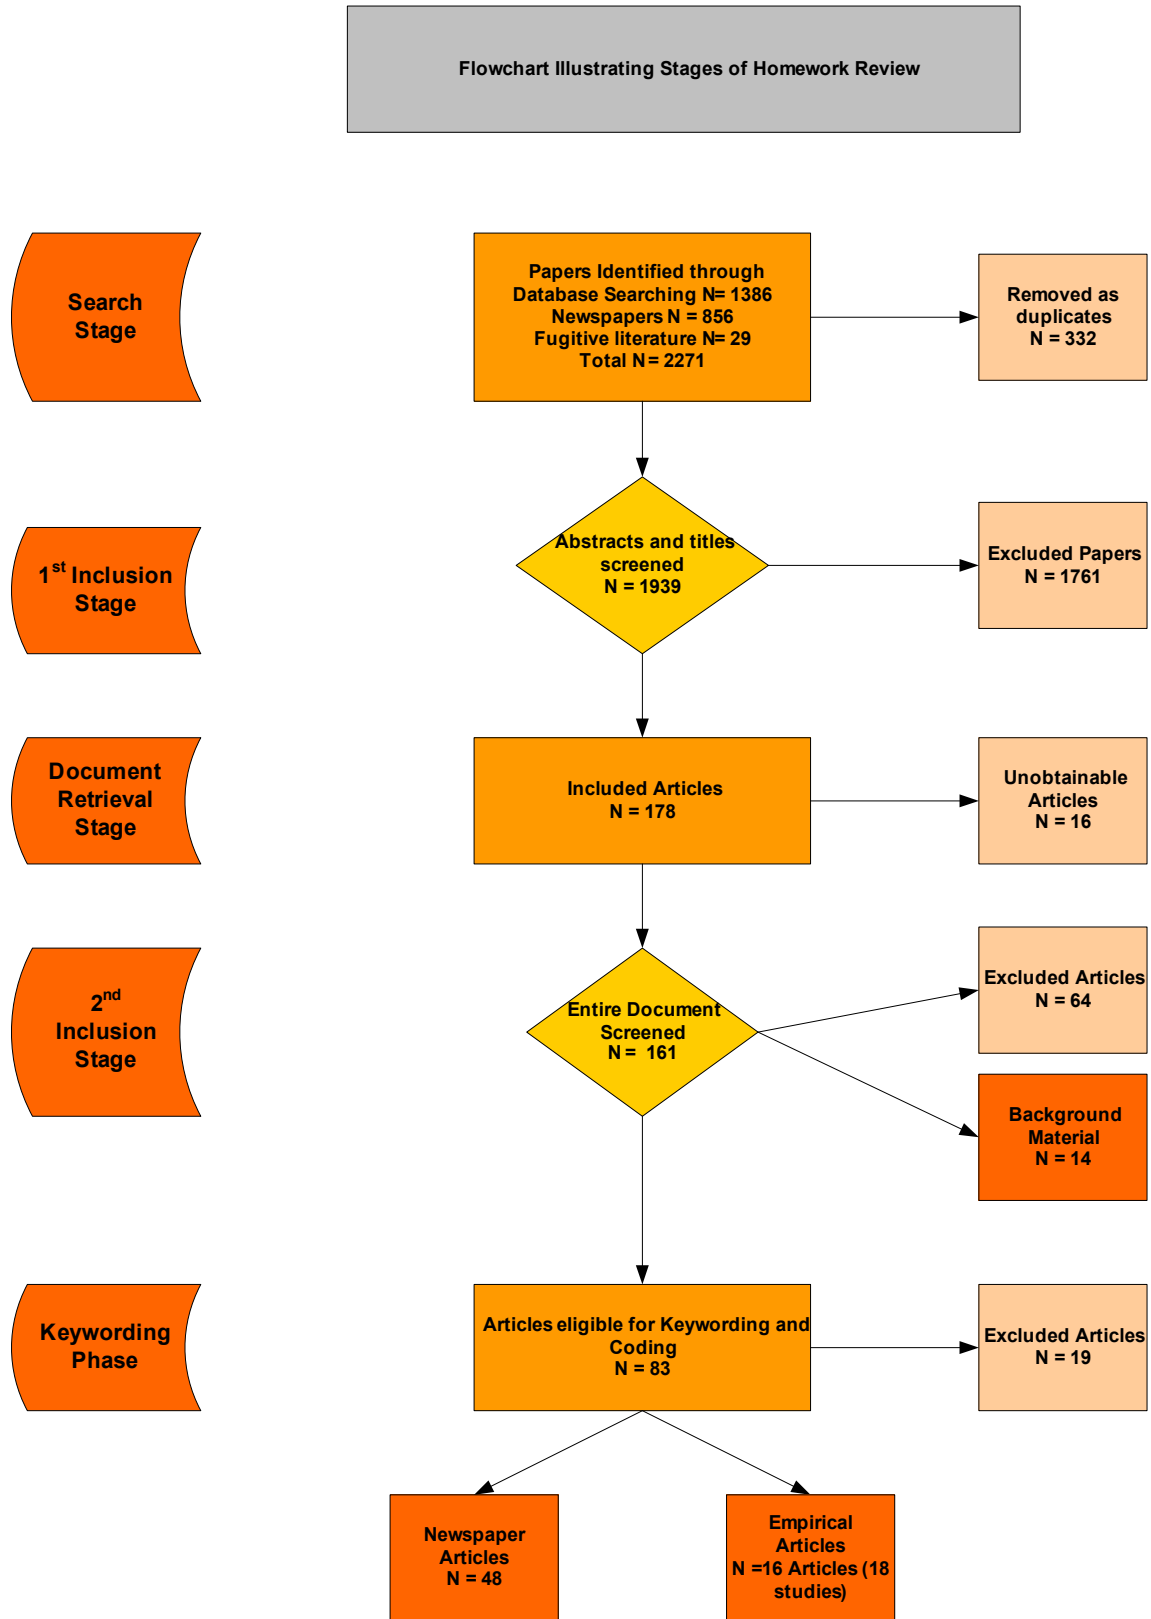 Flowchart Illustrating Stages of Homework Review
Search
Stage
Papers Identified through
Database Searching N= 1386
Newspapers N = 856
Fugitive literature N= 29
Total N= 2271
Removed as
duplicates
N = 332
1st Inclusion
Stage
Abstracts and titles
screened
N = 1939
Excluded Papers
N = 1761
Document
Retrieval
Stage
Included Articles
N = 178
Unobtainable
Articles
N = 16
2nd
Inclusion
Stage
Entire Document
Screened
N = 161
Excluded Articles
N = 64
Background
Material
N = 14
Keywording
Phase
Articles eligible for Keywording and
Coding
N = 83
Excluded Articles
N = 19
Newspaper
Articles
N = 48
Empirical
Articles
N =16 Articles (18
studies)